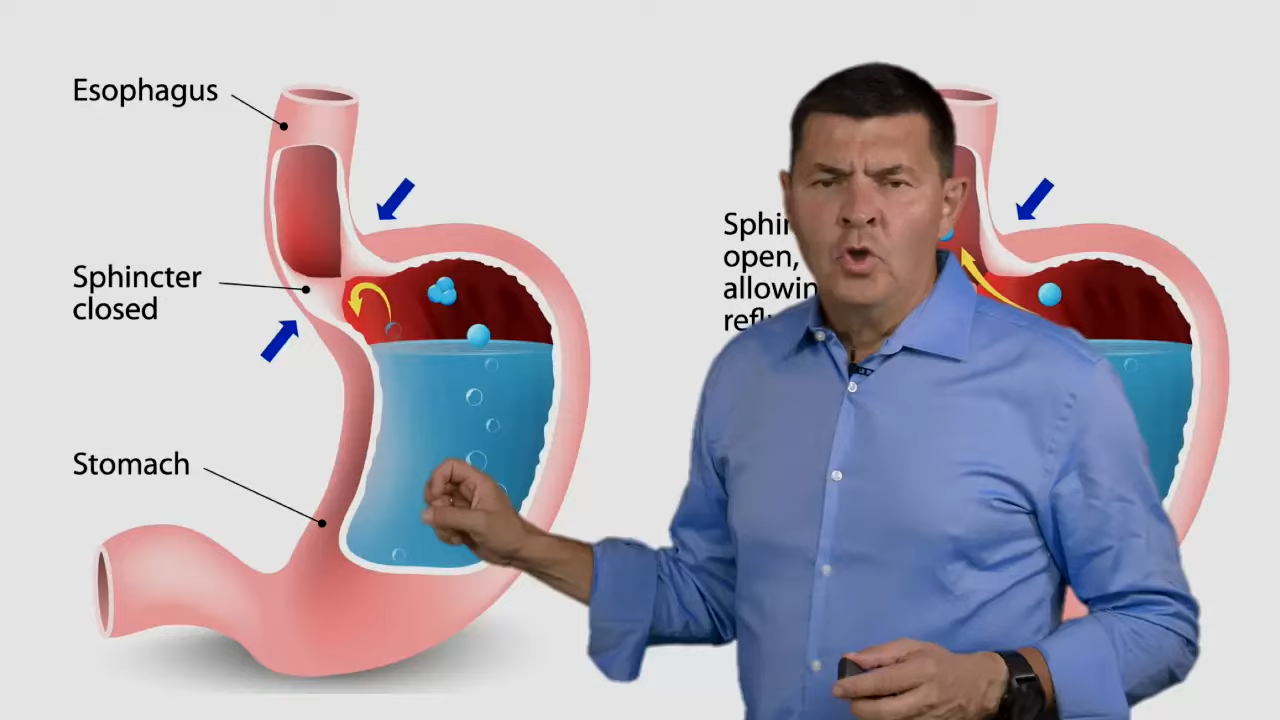 Esophagus
Sphincter
closed
Stomach
open,